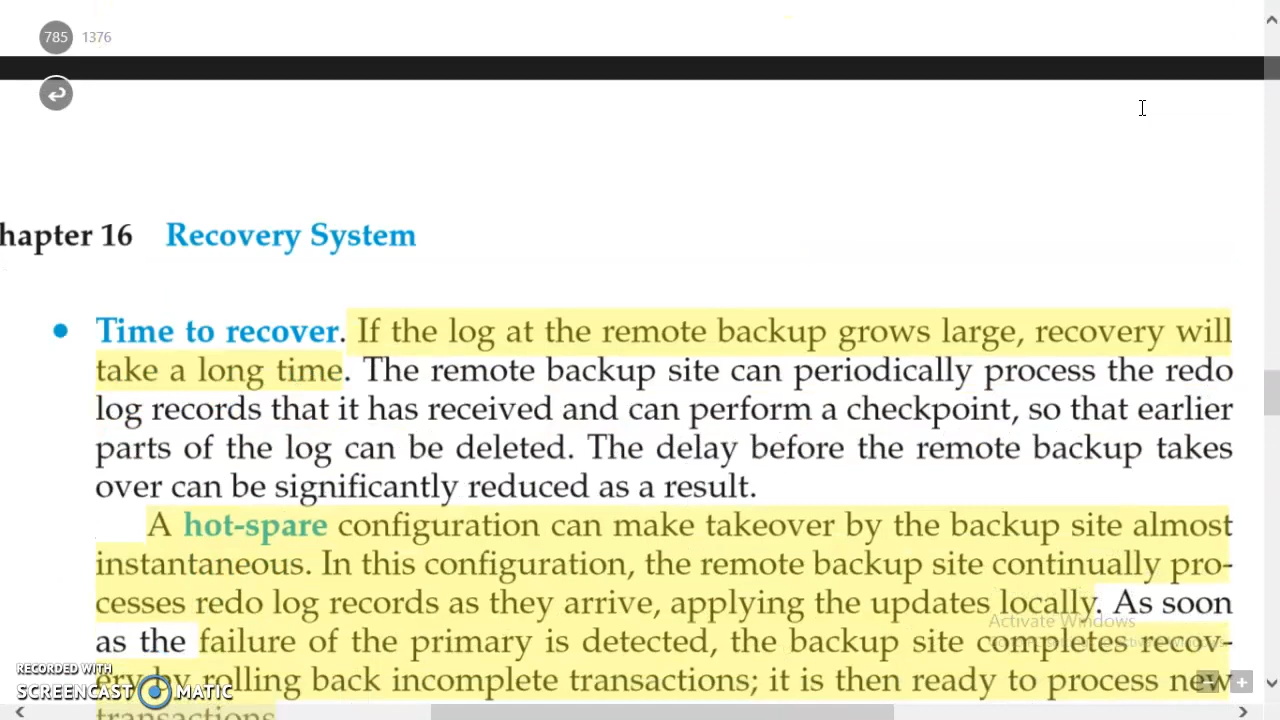 785 1376
hapter 16 Recovery System
Time to recover. If the log at the remote backup grows large, recovery will
take a long time. The remote backup site can periodically process the redo
log records that it has received and can perform a checkpoint, so that earlier
parts of the log can be deleted. The delay before the remote backup takes
over can be significantly reduced as a result.
A hot-spare configuration can make takeover by the backup site almost
instantaneous. In this configuration, the remote backup site continually pro-
cesses redo log records as they arrive, applying the updates locally. As soon
Activate Windows
as the failure of the primary is detected, the backup site completes recov-
RECORDED WITH
ery by rolling back incomplete transactions; it is then ready to process new
SCREENCAST MATIC
transactions